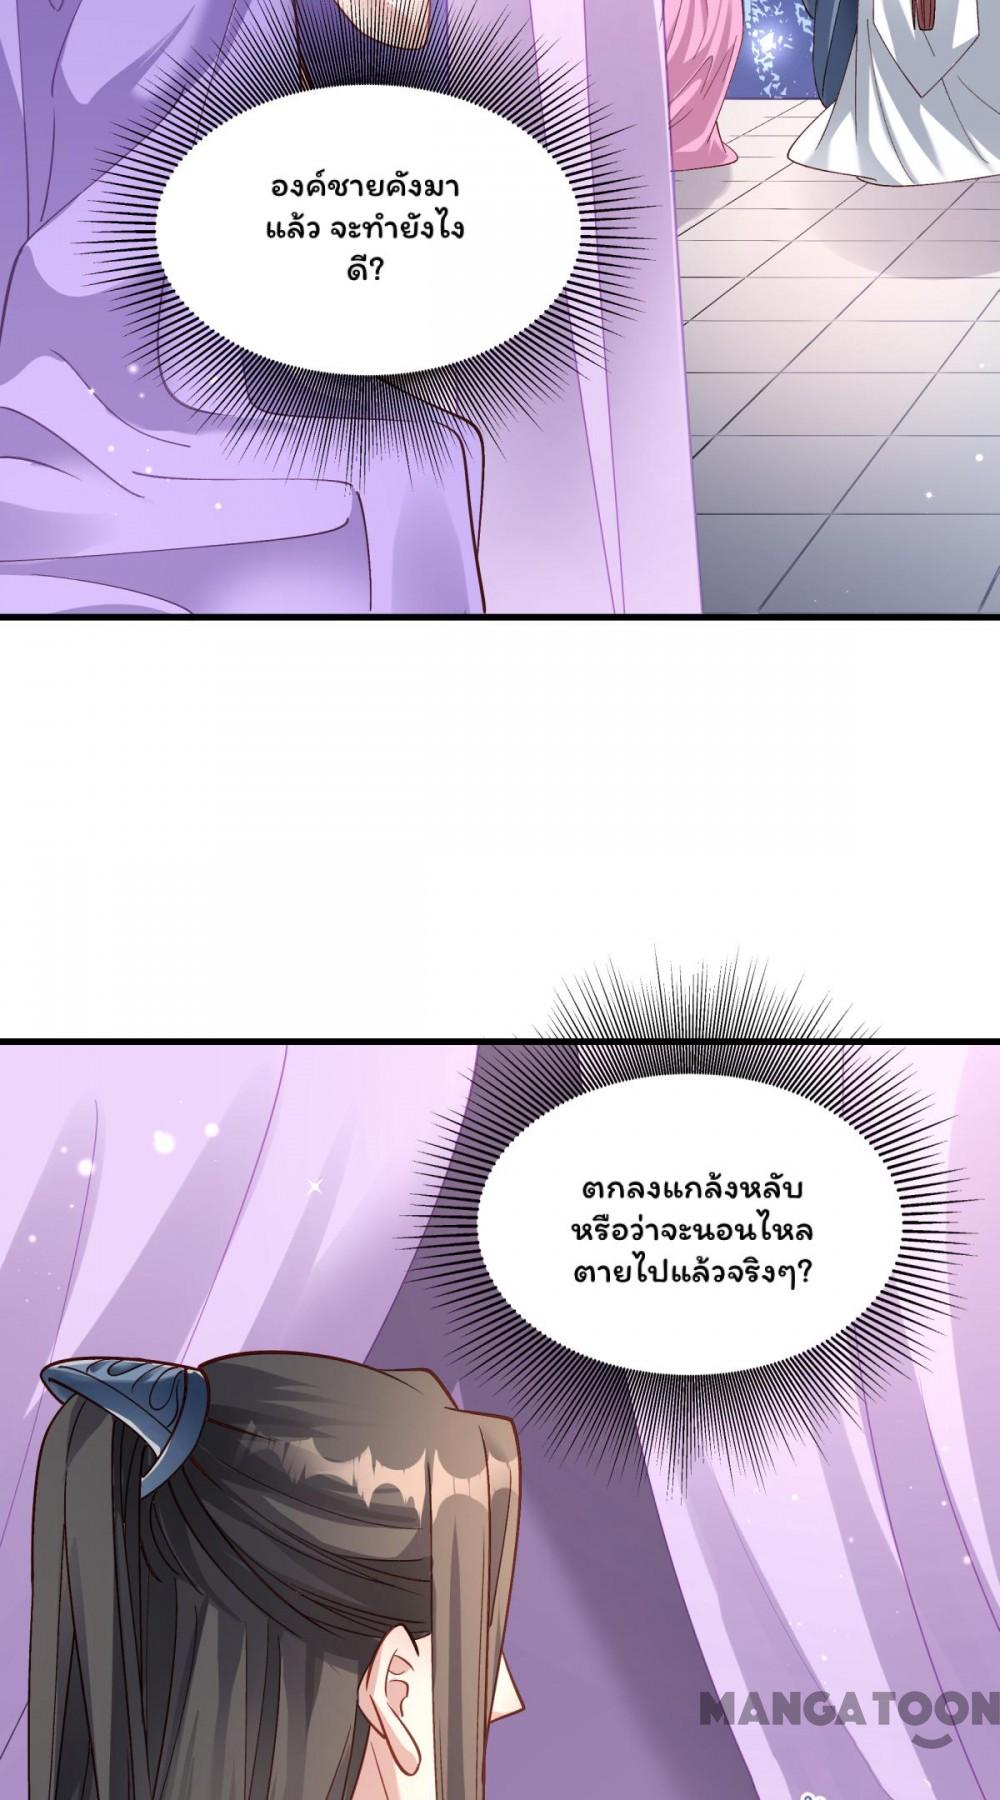 องค์ชายคังมา
แล้ว จะทำยังไง
ดี?
ตกลงแกล้งหลับ
หรือว่าจะนอนไหล
ตายไปแล้วจริงๆ?
MANGATOON